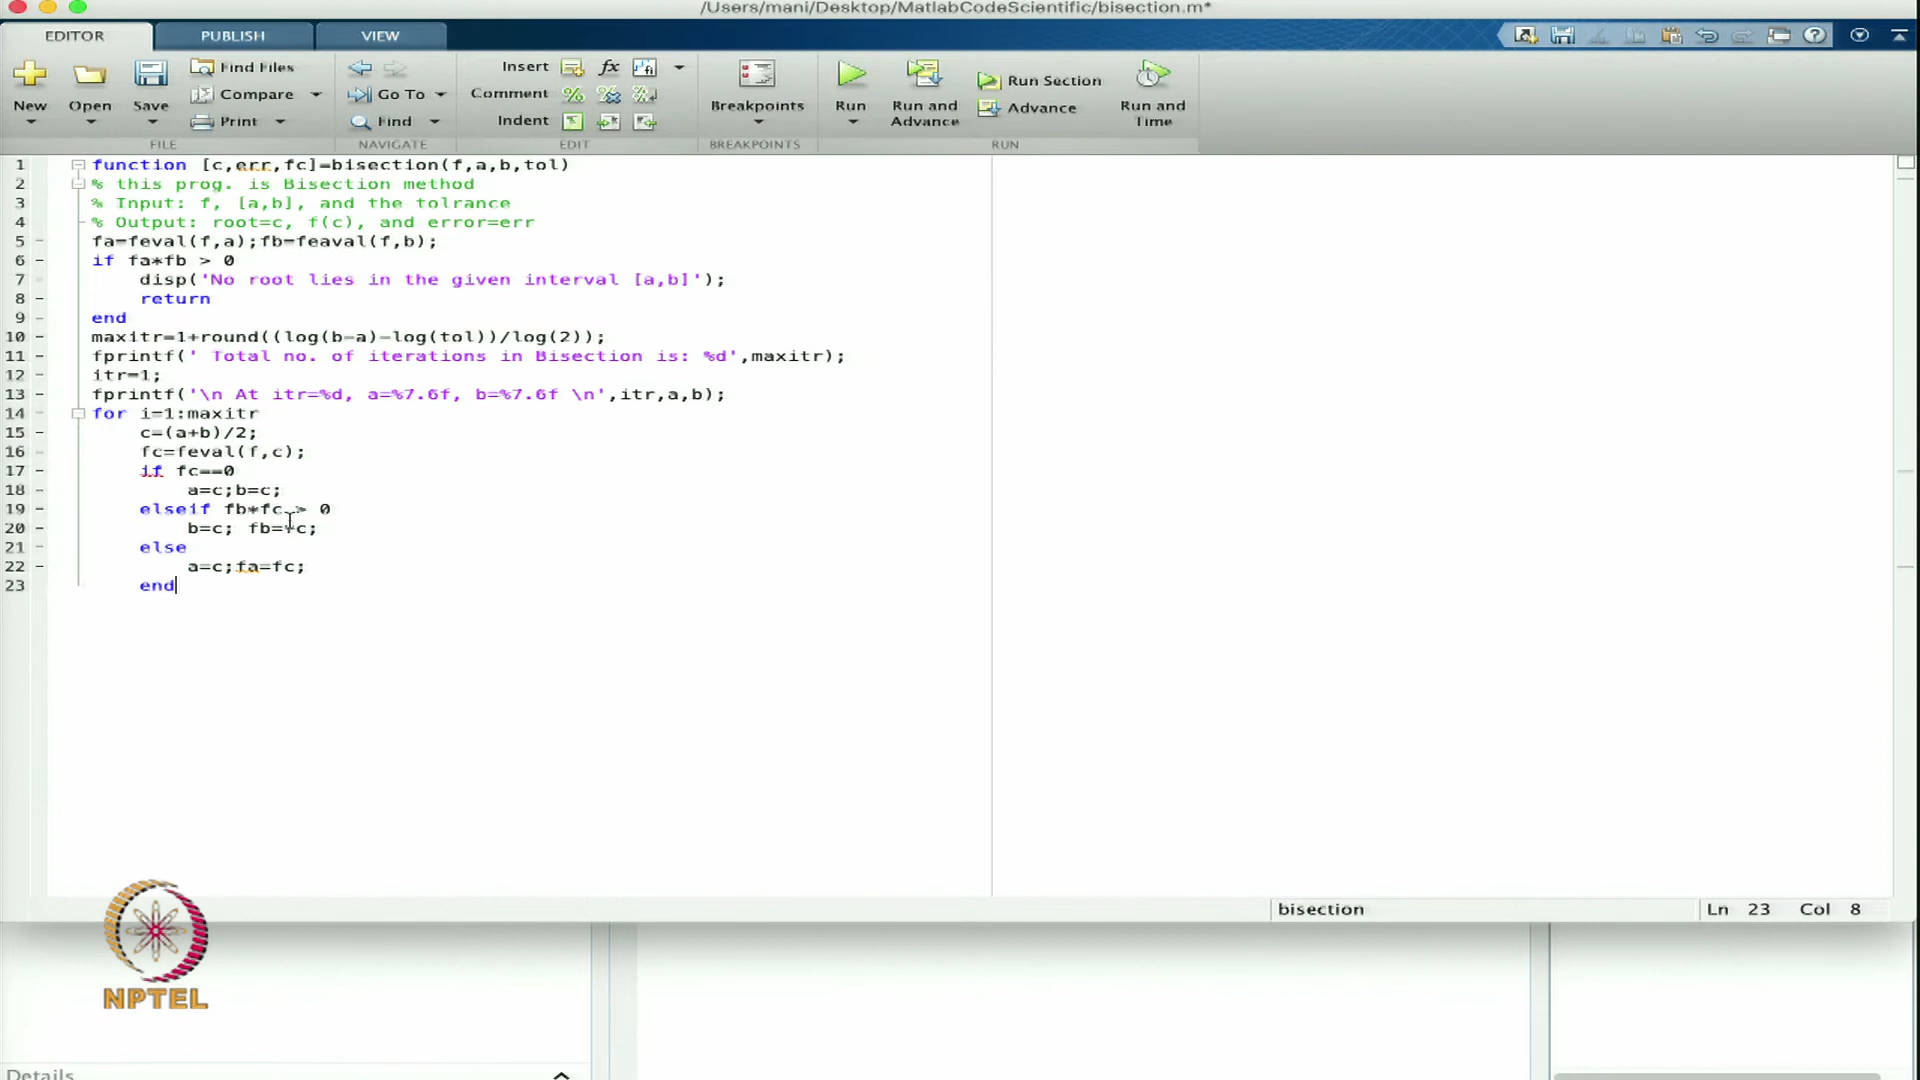 /Users/mani/Desktop/MatlabCodeScientific/bisection.m*
EDITOR PUBLISH VIEW
New Open Save Find Files Compare Print
Go To Find
Insert fx
Comment
Indent
Breakpoints
Run Run and Advance Run Section Advance Run and Time
FILE NAVIGATE EDIT BREAKPOINTS RUN
1 function [c,err,fc]=bisection(f,a,b,tol)
2 % this prog. is Bisection method
3 % Input: f, [a,b], and the tolrance
4 % Output: root=c, f(c), and error=err
5 fa=feval(f,a);fb=feaval(f,b);
6 if fa*fb > 0
7 disp('No root lies in the given interval [a,b]');
8 return
9 end
10 maxitr=1+round((log(b-a)-log(tol))/log(2));
11 fprintf(' Total no. of iterations in Bisection is: %d',maxitr);
12 itr=1;
13 fprintf('\n At itr=%d, a=%7.6f, b=%7.6f \n',itr,a,b);
14 for i=1:maxitr
15 c=(a+b)/2;
16 fc=feval(f,c);
17 if fc==0
18 a=c;b=c;
19 elseif fb*fc > 0
20 b=c; fb=fc;
21 else
22 a=c;fa=fc;
23 end
bisection Ln 23 Col 8
NPTEL
Details